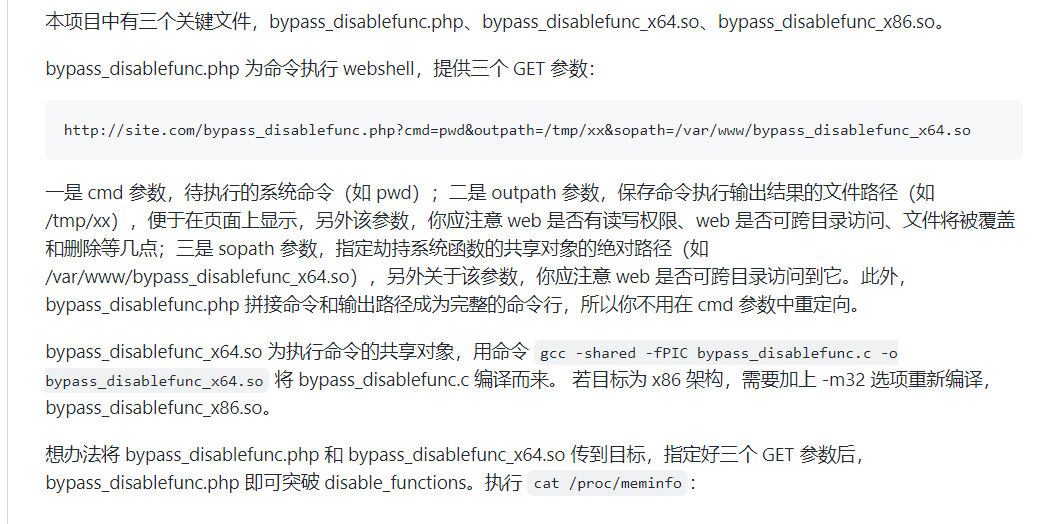 本项目中有三个关键文件，bypass_disablefunc.php、bypass_disablefunc_x64.so、bypass_disablefunc_x86.so。
bypass_disablefunc.php 为命令执行 webshell，提供三个 GET 参数：
http://site.com/bypass_disablefunc.php?cmd=pwd&outpath=/tmp/xx&sopath=/var/www/bypass_disablefunc_x64.so
一是 cmd 参数，待执行的系统命令（如 pwd）；二是 outpath 参数，保存命令执行输出结果的文件路径（如
/tmp/xx），便于在页面上显示，另外该参数，你应注意 web 是否有读写权限、web 是否可跨目录访问、文件将被覆盖
和删除等几点；三是 sopath 参数，指定劫持系统函数的共享对象的绝对路径（如
/var/www/bypass_disablefunc_x64.so），另外关于该参数，你应注意 web 是否可跨目录访问到它。此外，
bypass_disablefunc.php 拼接命令和输出路径成为完整的命令行，所以你不用在 cmd 参数中重定向。
bypass_disablefunc_x64.so 为执行命令的共享对象，用命令 gcc -shared -fPIC bypass_disablefunc.c -o
bypass_disablefunc_x64.so 将 bypass_disablefunc.c 编译而来。 若目标为 x86 架构，需要加上 -m32 选项重新编译，
bypass_disablefunc_x86.so。
想办法将 bypass_disablefunc.php 和 bypass_disablefunc_x64.so 传到目标，指定好三个 GET 参数后，
bypass_disablefunc.php 即可突破 disable_functions。执行 cat /proc/meminfo：